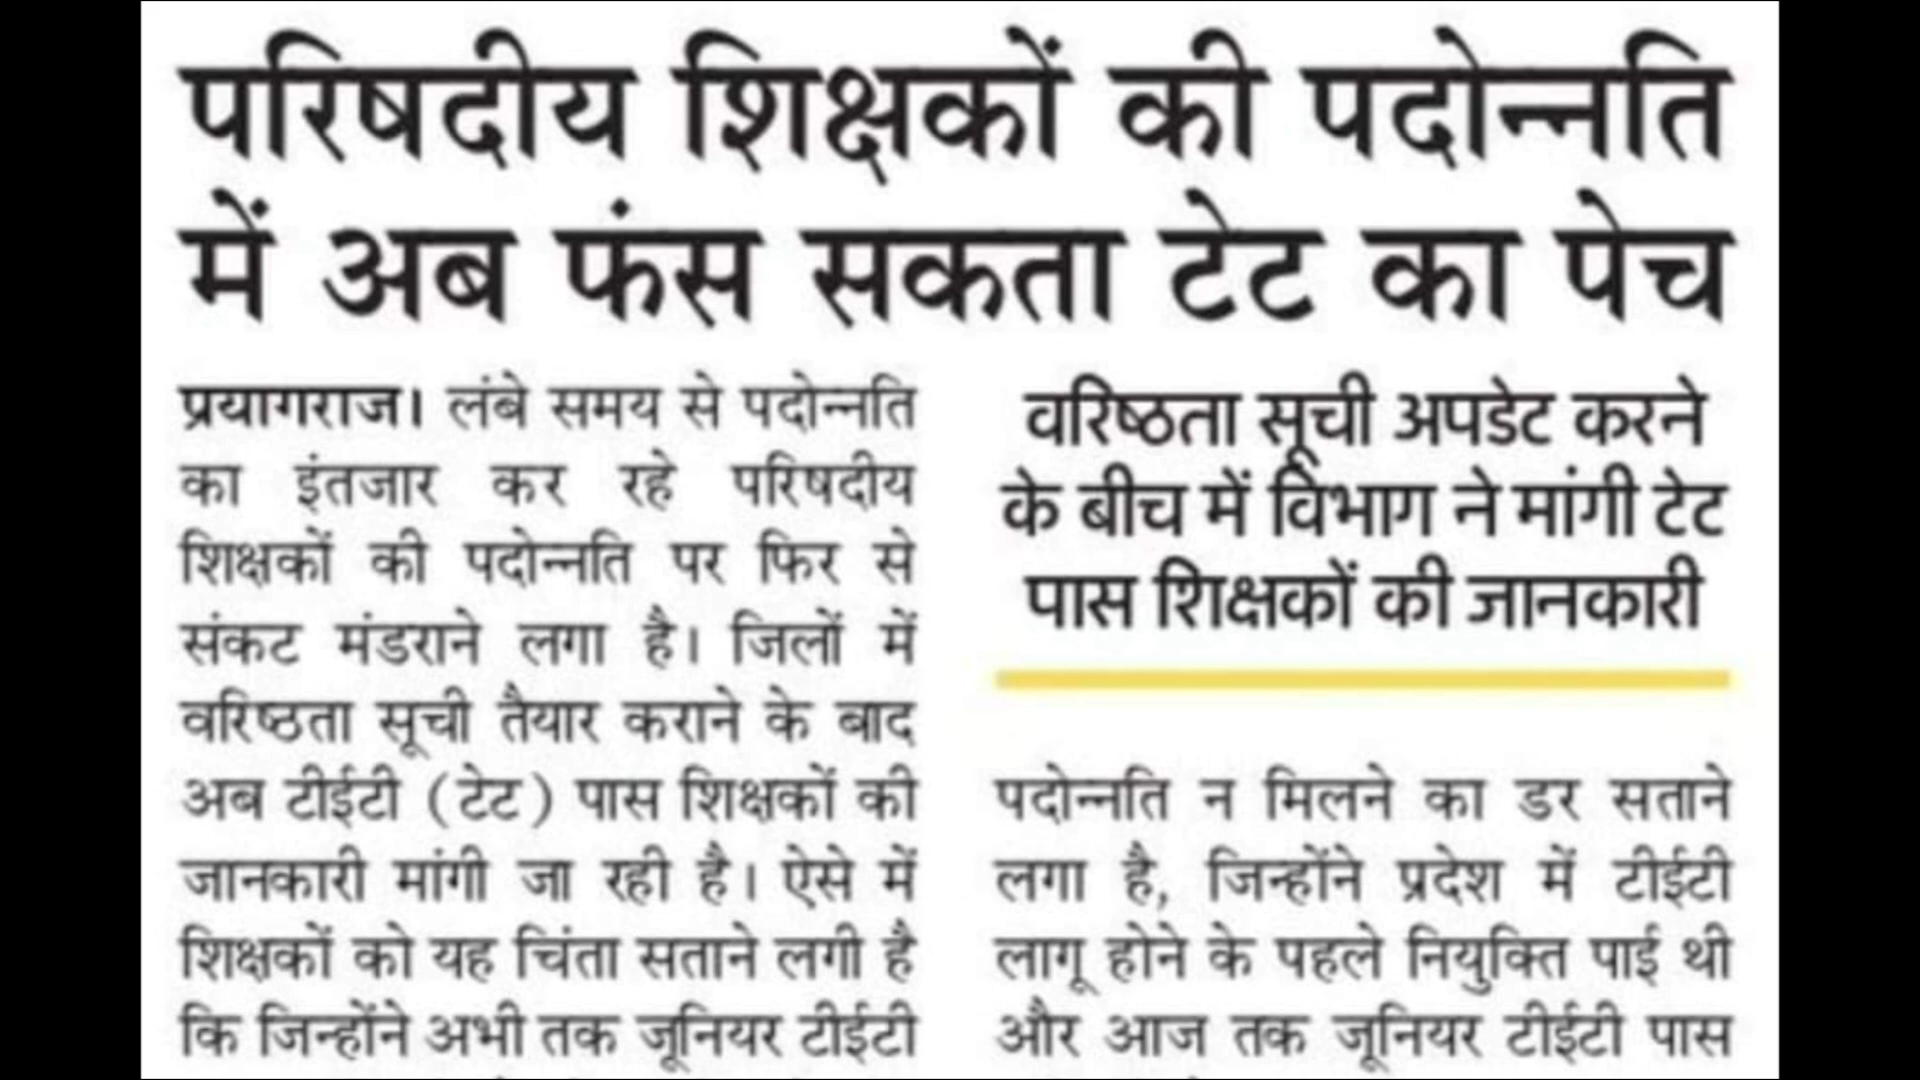 परिषदीय शिक्षकों की पदोन्नति
में अब फंस सकता टेट का पेच
प्रयागराज। लंबे समय से पदोन्नति
का इंतजार कर रहे परिषदीय
शिक्षकों की पदोन्नति पर फिर से
संकट मंडराने लगा है। जिलों में
वरिष्ठता सूची तैयार कराने के बाद
अब टीईटी (टेट) पास शिक्षकों की
जानकारी मांगी जा रही है। ऐसे में
शिक्षकों को यह चिंता सताने लगी है
कि जिन्होंने अभी तक जूनियर टीईटी
वरिष्ठता सूची अपडेट करने
के बीच में विभाग ने मांगी टेट
पास शिक्षकों की जानकारी
पदोन्नति न मिलने का डर सताने
लगा है, जिन्होंने प्रदेश में टीईटी
लागू होने के पहले नियुक्ति पाई थी
और आज तक जूनियर टीईटी पास